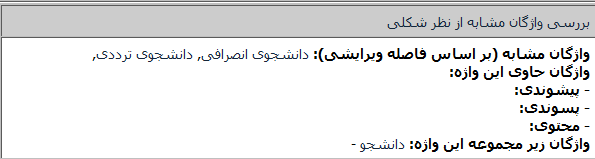 بررسی واژگان مشابه از نظر شکلی
واژگان مشابه (بر اساس فاصله ویرایشی): دانشجوی انصرافی, دانشجوی ترددی,
واژگان حاوی این واژه:
- پیشوندی:
- پسوندی:
- محتوی:
واژگان زیر مجموعه این واژه: دانشجو -